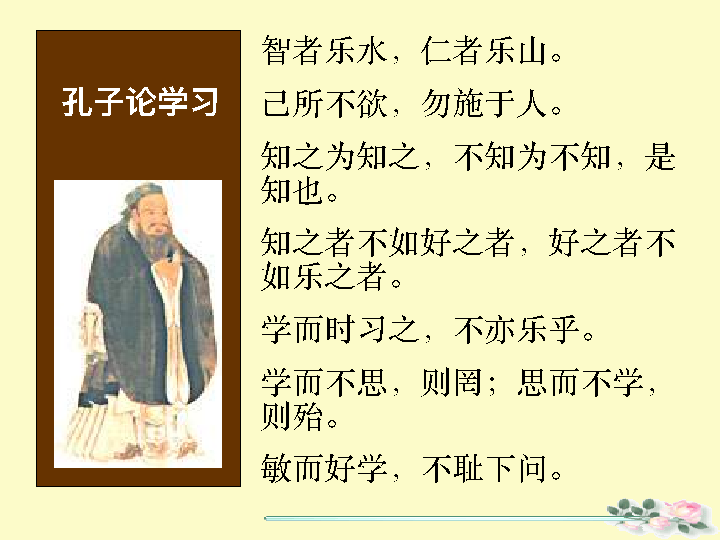 孔子论学习
智者乐水，仁者乐山。
己所不欲，勿施于人。
知之为知之，不知为不知，是
知也。
知之者不如好之者，好之者不
如乐之者。
学而时习之，不亦乐乎。
学而不思，则罔；思而不学，
则殆。
敏而好学，不耻下问。